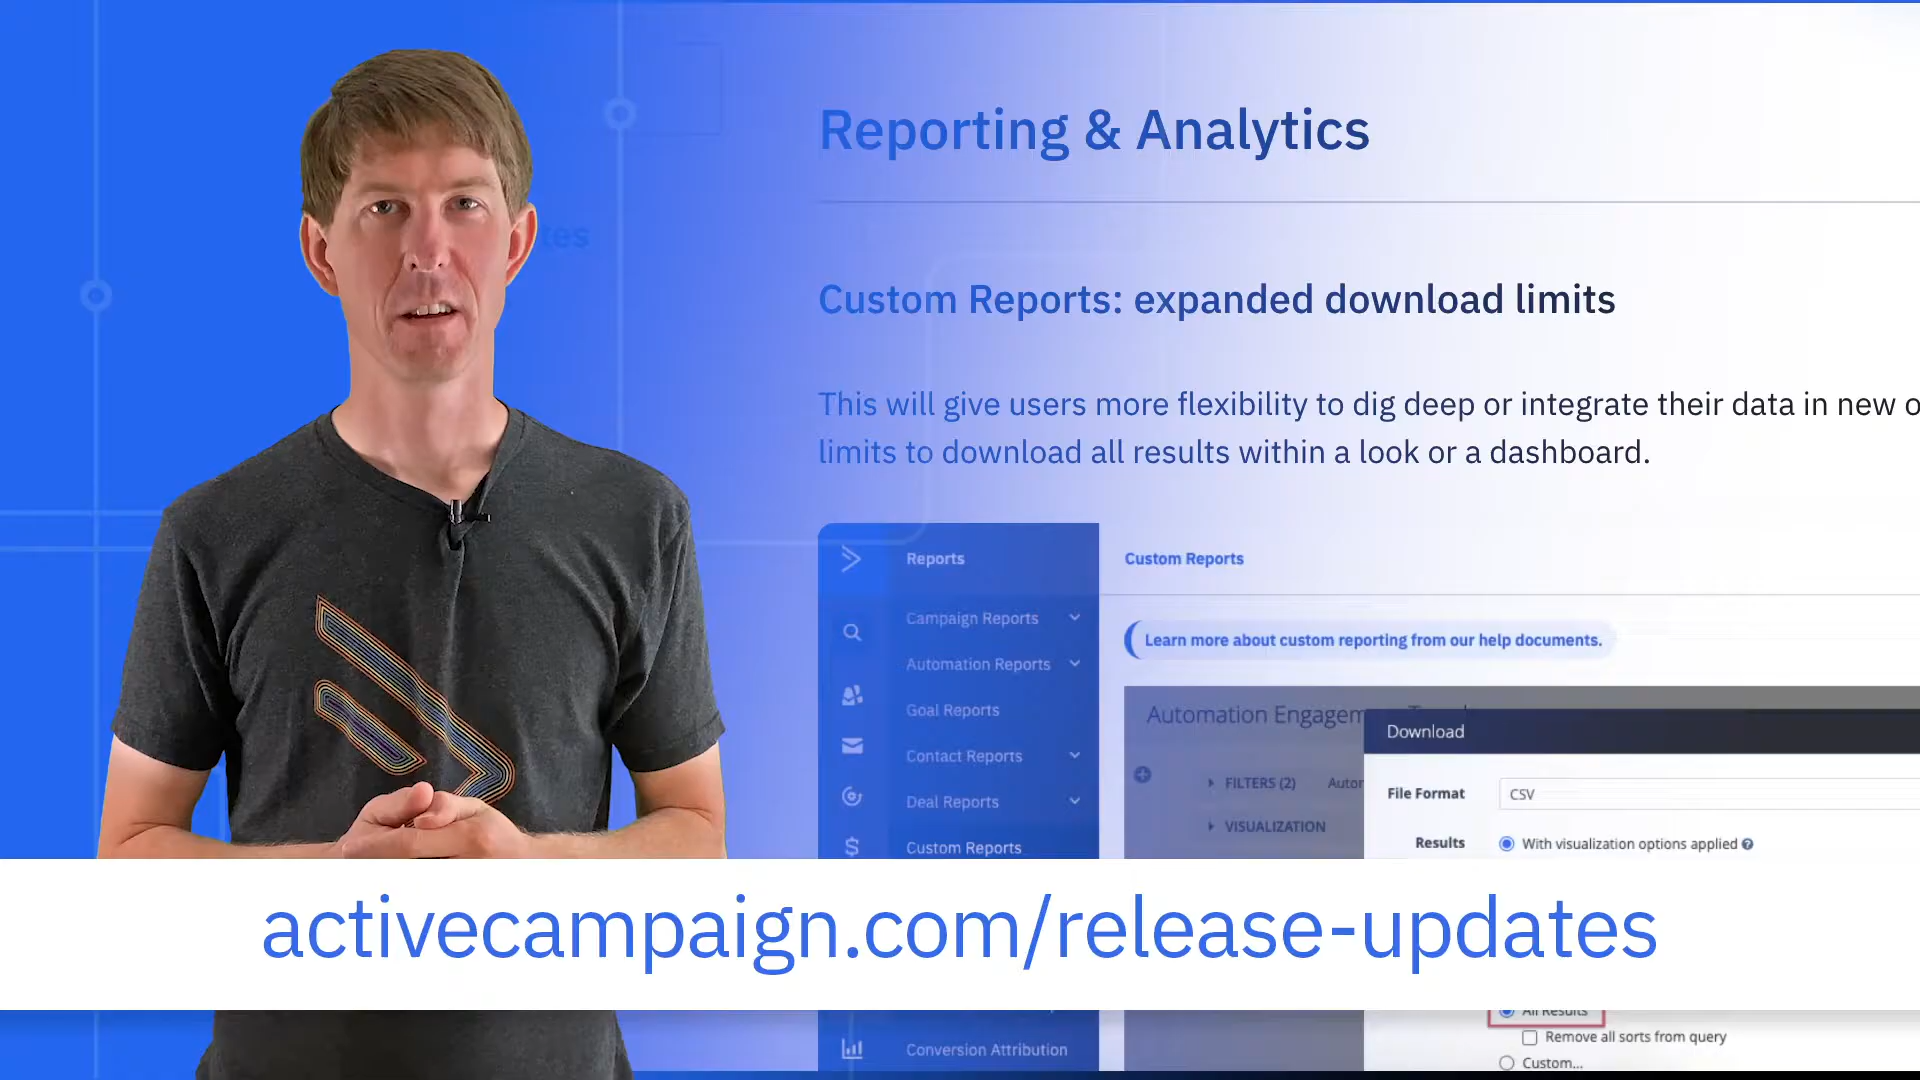 Reporting & Analytics
tes
Custom Reports: expanded download limits
This will give users more flexibility to dig deep or integrate their data in new o
limits to download all results within a look or a dashboard.
Reports
Custom Reports
Campaign Reports
Learn more about custom reporting from our help documents.
Automation Reports
Goal Reports
Automation Engagem
Download
Contact Reports
FILTERS (2)
Autor
File Format
CSV
Deal Reports
VISUALIZATION
Custom Reports
Results
With visualization options applied
activecampaign.com/release-updates
All Results
Remove all sorts from query
Conversion Attribution
Custom...